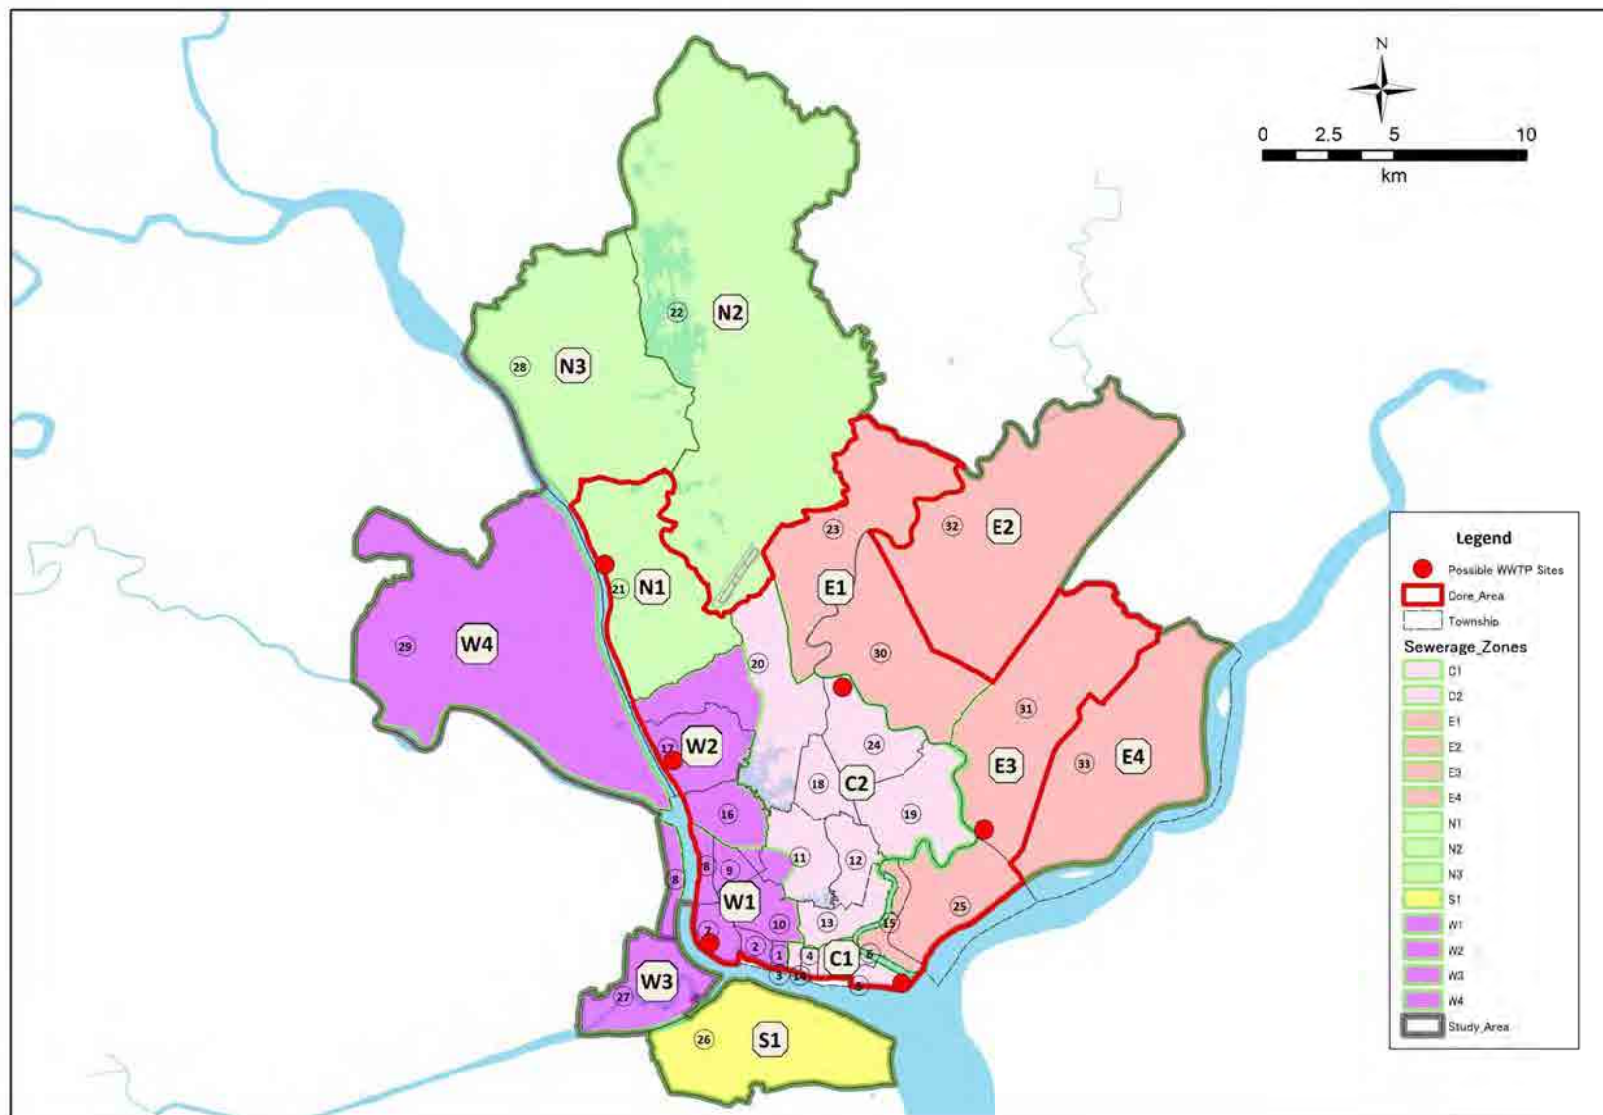 N
0 2.5 5 10
km
N2
22
N3
28
23
32
E2
E1
N1
21
W4
29
20
30
31
W2
17
24
E3
E4
33
18
C2
19
16
11
12
8
9
8
W1
25
10
13
15
7
2
1
4
C1
6
3
14
5
W3
27
26
S1
Legend
Possible WWTP Sites
Core_Area
Township
Sewerage_Zones
C1
C2
E1
E2
E3
E4
N1
N2
N3
S1
W1
W2
W3
W4
Study_Area